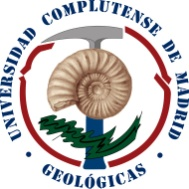 UNIVERSIDAD COMPLUTENSE DE MADRID
· GEOLÓGICAS ·